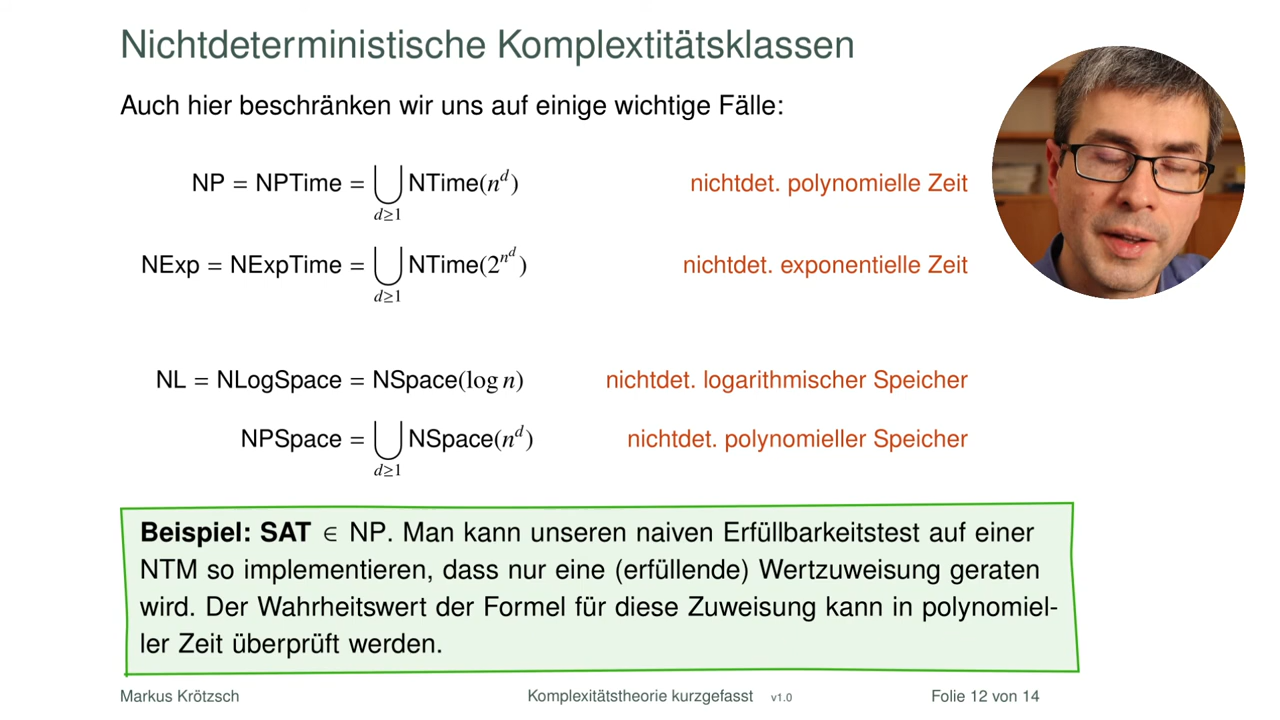 Nichtdeterministische Komplextitätsklassen
Auch hier beschränken wir uns auf einige wichtige Fälle:
NP = NPTime = ⋃_{d≥1} NTime(n^d) nichtdet. polynomielle Zeit
NExp = NExpTime = ⋃_{d≥1} NTime(2^{n^d}) nichtdet. exponentielle Zeit
NL = NLogSpace = NSpace(log n) nichtdet. logarithmischer Speicher
NPSpace = ⋃_{d≥1} NSpace(n^d) nichtdet. polynomieller Speicher
Beispiel: SAT ∈ NP. Man kann unseren naiven Erfüllbarkeitstest auf einer
NTM so implementieren, dass nur eine (erfüllende) Wertzuweisung geraten
wird. Der Wahrheitswert der Formel für diese Zuweisung kann in polynomiel-
ler Zeit überprüft werden.
Markus Krötzsch Komplexitätstheorie kurzgefasst v1.0 Folie 12 von 14